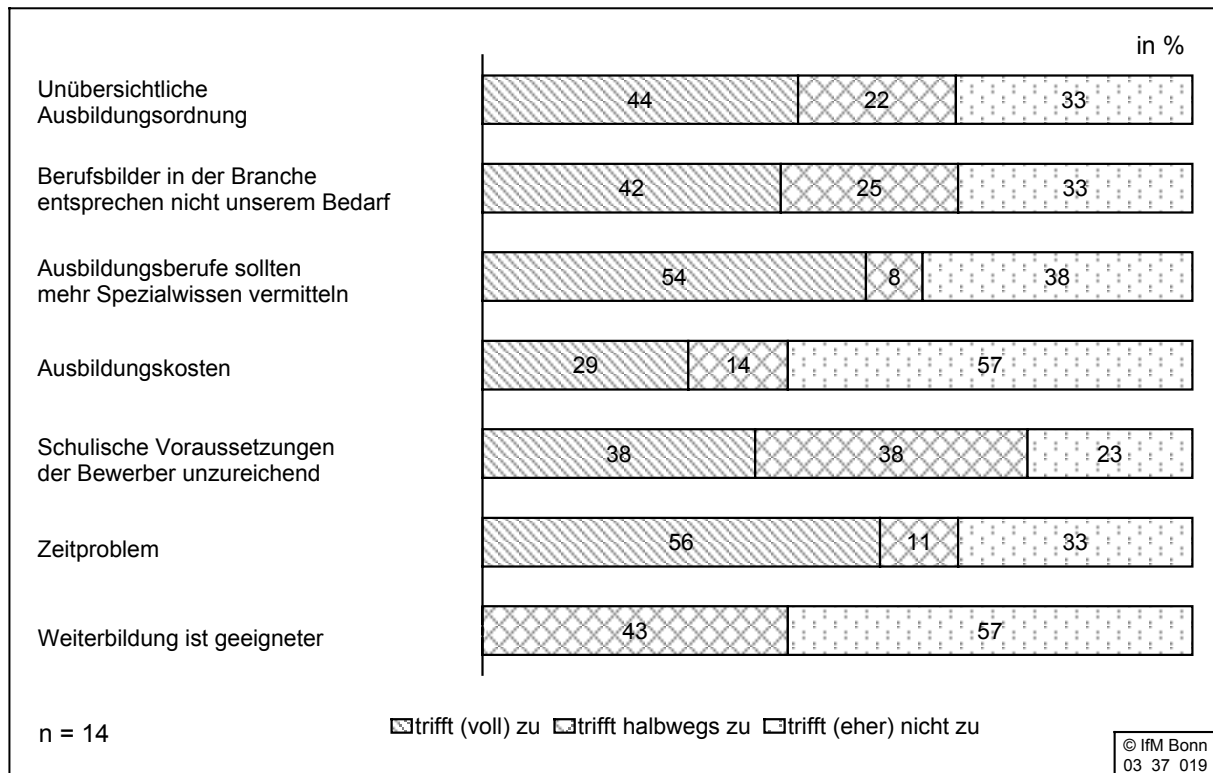 in %
Unübersichtliche
Ausbildungsordnung
44 22 33
Berufsbilder in der Branche
entsprechen nicht unserem Bedarf
42 25 33
Ausbildungsberufe sollten
mehr Spezialwissen vermitteln
54 8 38
Ausbildungskosten
29 14 57
Schulische Voraussetzungen
der Bewerber unzureichend
38 38 23
Zeitproblem
56 11 33
Weiterbildung ist geeigneter
43 57
n = 14
trifft (voll) zu trifft halbwegs zu trifft (eher) nicht zu
© IfM Bonn
03 37 019